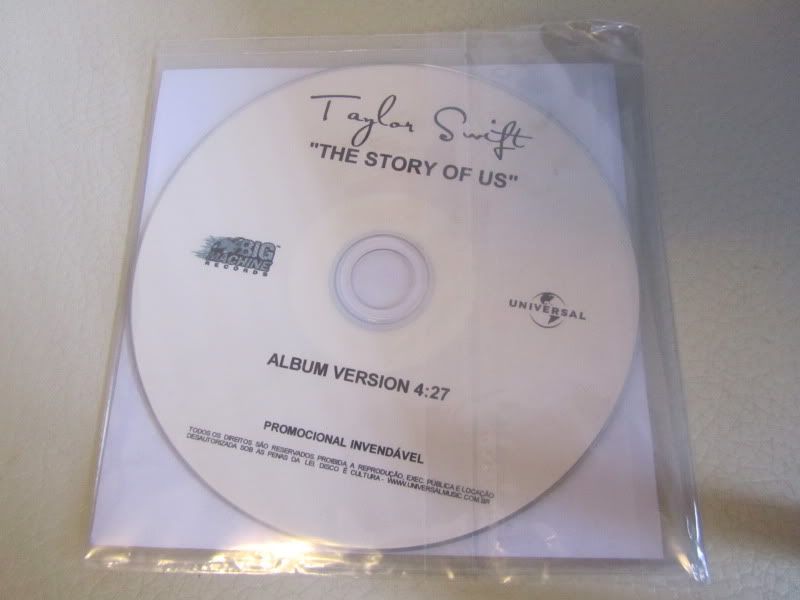 Taylor Swift
"THE STORY OF US"
BIG™
MACHINE
RECORDS
UNIVERSAL
ALBUM VERSION 4:27
PROMOCIONAL INVENDÁVEL
TODOS OS DIREITOS SÃO RESERVADOS. PROIBIDA A REPRODUÇÃO, EXEC. PÚBLICA E LOCAÇÃO
DESAUTORIZADA SOB AS PENAS DA LEI. DISCO É CULTURA - WWW.UNIVERSALMUSIC.COM.BR